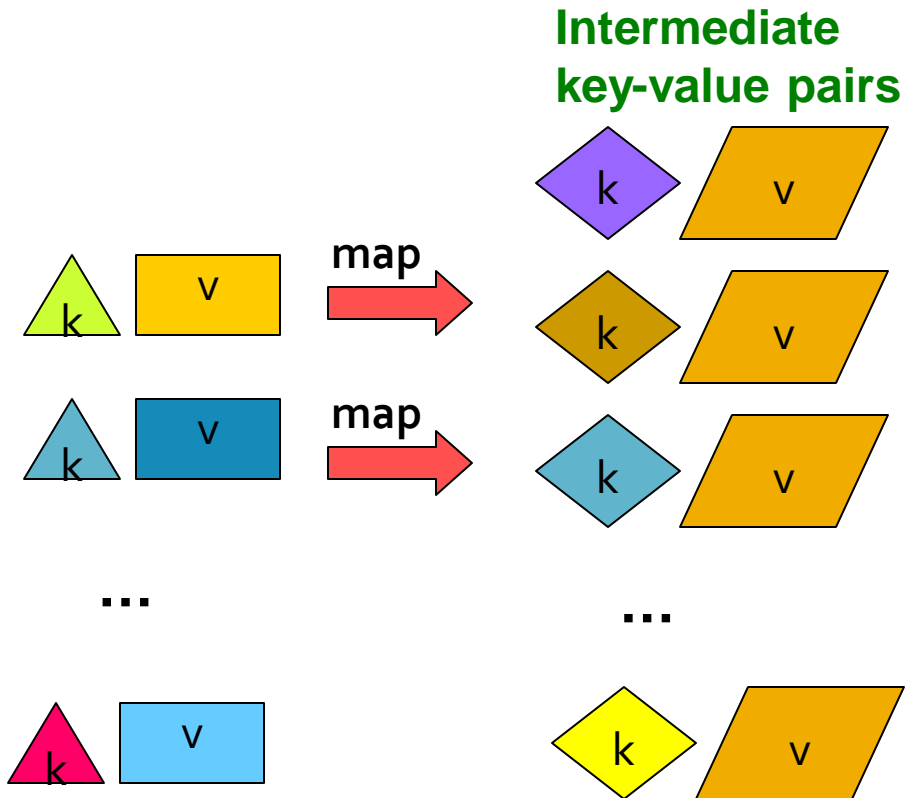 Intermediate
key-value pairs
k v
k v map k v
k v map k v
... ...
k v k v